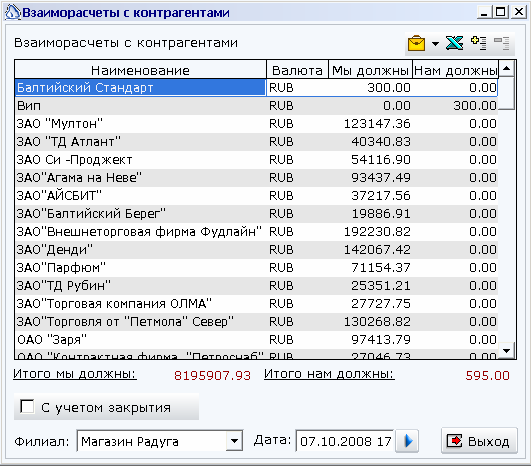 Взаиморасчеты с контрагентами
Взаиморасчеты с контрагентами
Наименование Валюта Мы должны Нам должны
Балтийский Стандарт RUB 300.00 0.00
Вип RUB 0.00 300.00
ЗАО "Мултон" RUB 123147.36 0.00
ЗАО "ТД Атлант" RUB 40340.83 0.00
ЗАО Си -Проджект RUB 54116.90 0.00
ЗАО"Агама на Неве" RUB 93437.49 0.00
ЗАО"АЙСБИТ" RUB 37217.56 0.00
ЗАО"Балтийский Берег" RUB 19886.91 0.00
ЗАО"Внешнеторговая фирма Фудлайн" RUB 192230.82 0.00
ЗАО"Денди" RUB 142067.42 0.00
ЗАО"Парфюм" RUB 71154.37 0.00
ЗАО"ТД Рубин" RUB 25351.21 0.00
ЗАО"Торговая компания ОЛМА" RUB 27727.75 0.00
ЗАО"Торговля от "Петмола" Север" RUB 130268.82 0.00
ОАО "Заря" RUB 97413.79 0.00
ОАО "Контрактная фирма "Петроснаб" RUB 27046.73 0.00
Итого мы должны: 8195907.93 Итого нам должны: 595.00
С учетом закрытия
Филиал: Магазин Радуга Дата: 07.10.2008 17 Выход